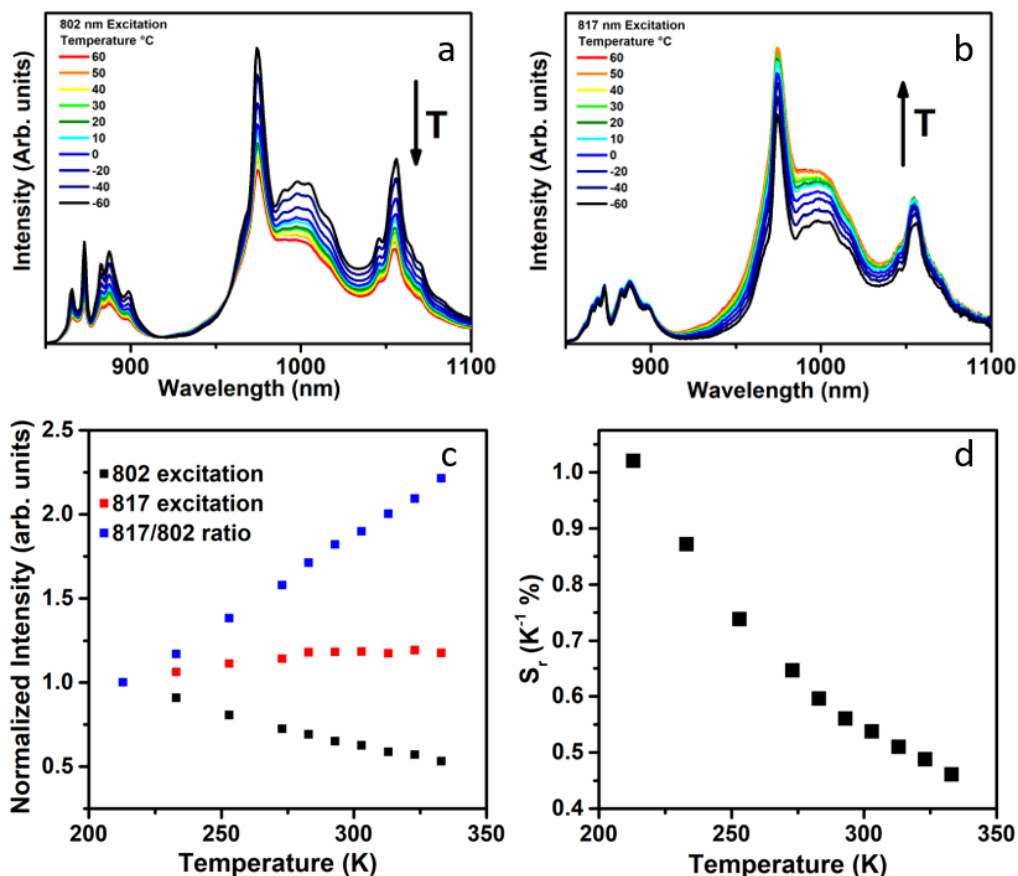 802 nm Excitation
Temperature °C
60
50
40
30
20
10
0
-20
-40
-60
a
T
Intensity (Arb. units)
900
1000
1100
Wavelength (nm)
817 nm Excitation
Temperature °C
60
50
40
30
20
10
0
-20
-40
-60
b
T
Intensity (Arb. units)
900
1000
1100
Wavelength (nm)
c
802 excitation
817 excitation
817/802 ratio
Normalized Intensity (arb. units)
2.5
2.0
1.5
1.0
0.5
200
250
300
350
Temperature (K)
d
Sr (K-1 %)
1.0
0.9
0.8
0.7
0.6
0.5
0.4
200
250
300
350
Temperature (K)